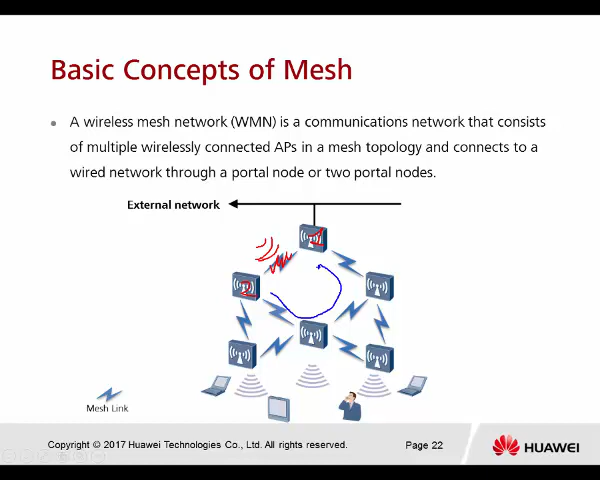 Basic Concepts of Mesh
• A wireless mesh network (WMN) is a communications network that consists
of multiple wirelessly connected APs in a mesh topology and connects to a
wired network through a portal node or two portal nodes.
External network
1
2
Mesh Link
Copyright © 2017 Huawei Technologies Co., Ltd. All rights reserved.
Page 22
HUAWEI